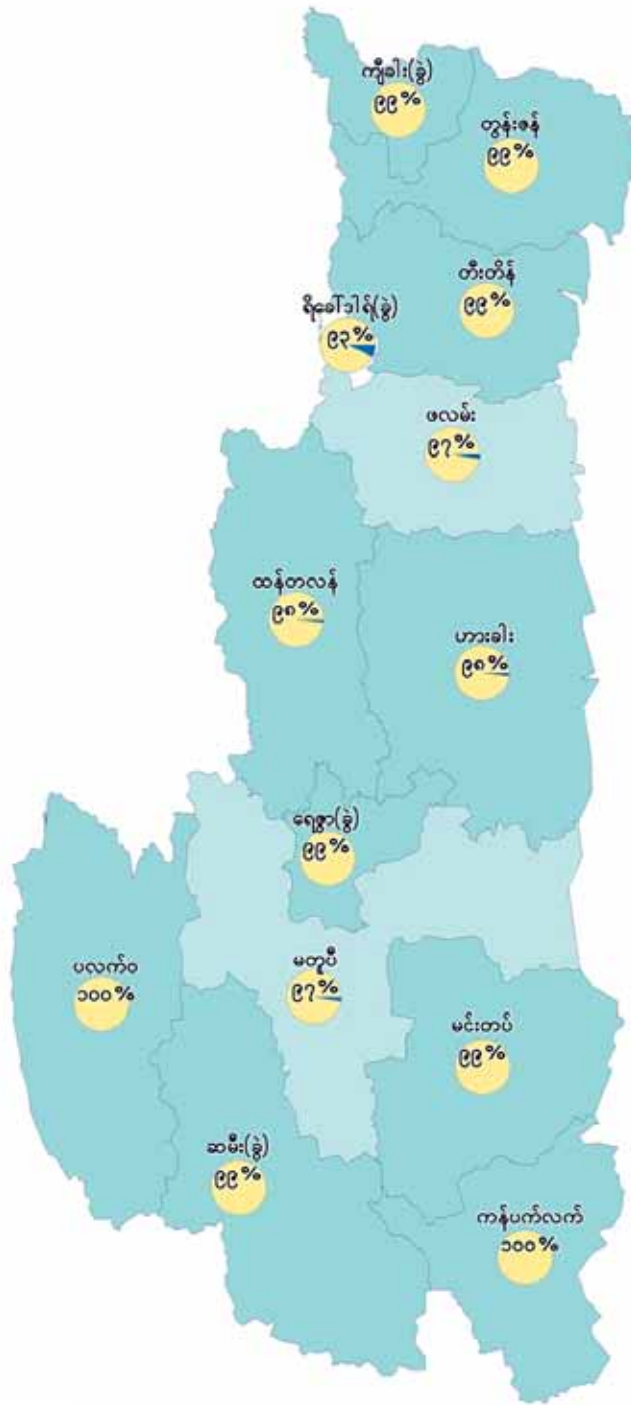 ကျီခါး(ခွဲ)
၉၉%
တွန်းဇန်
၉၉%
တီးတိန်
၉၉%
ရိခေါ်ဒါရ်(ခွဲ)
၉၃%
ဖလမ်း
၉၇%
ထန်တလန်
၉၈%
ဟားခါး
၉၈%
ရေဇွာ(ခွဲ)
၉၉%
ပလက်ဝ
၁၀၀%
မတူပီ
၉၇%
မင်းတပ်
၉၉%
ဆမီး(ခွဲ)
၉၉%
ကန်ပက်လက်
၁၀၀%